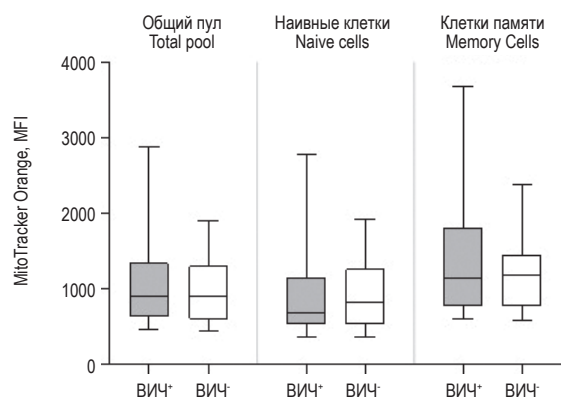 Общий пул
Total pool
Наивные клетки
Naive cells
Клетки памяти
Memory Cells
MitoTracker Orange, MFI
4000
3000
2000
1000
0
ВИЧ⁺ ВИЧ⁻ ВИЧ⁺ ВИЧ⁻ ВИЧ⁺ ВИЧ⁻